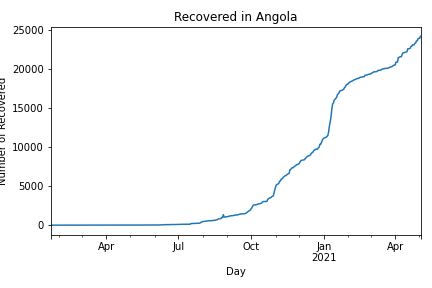 Recovered in Angola
25000
20000
15000
10000
5000
0
Number of Recovered
Apr
Jul
Oct
Jan
2021
Apr
Day